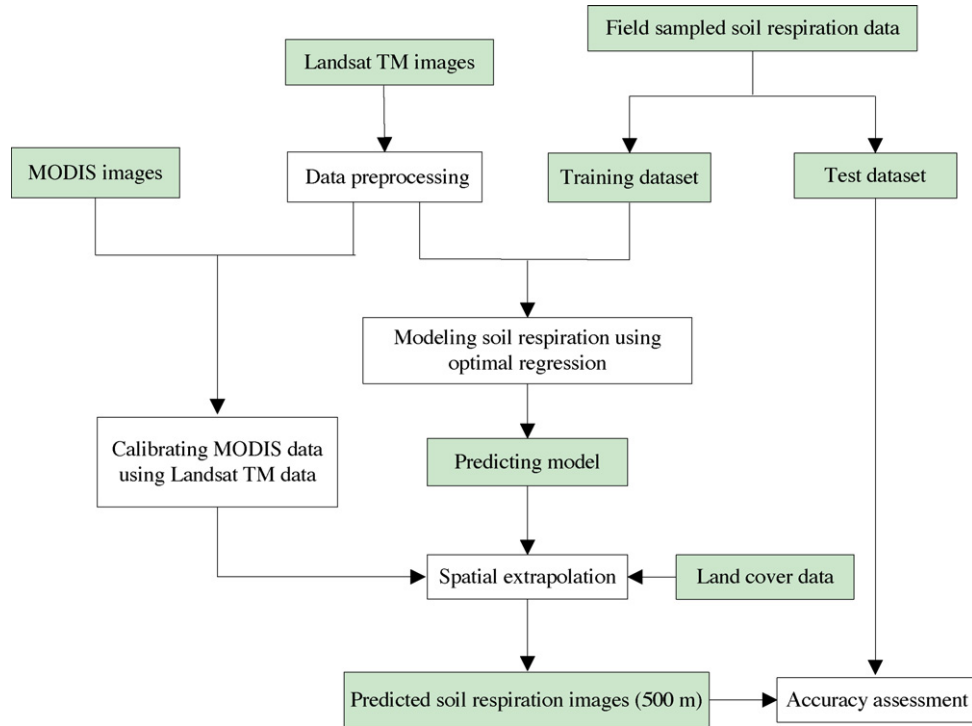 Field sampled soil respiration data
Landsat TM images
MODIS images
Data preprocessing
Training dataset
Test dataset
Modeling soil respiration using
optimal regression
Calibrating MODIS data
using Landsat TM data
Predicting model
Spatial extrapolation
Land cover data
Predicted soil respiration images (500 m)
Accuracy assessment